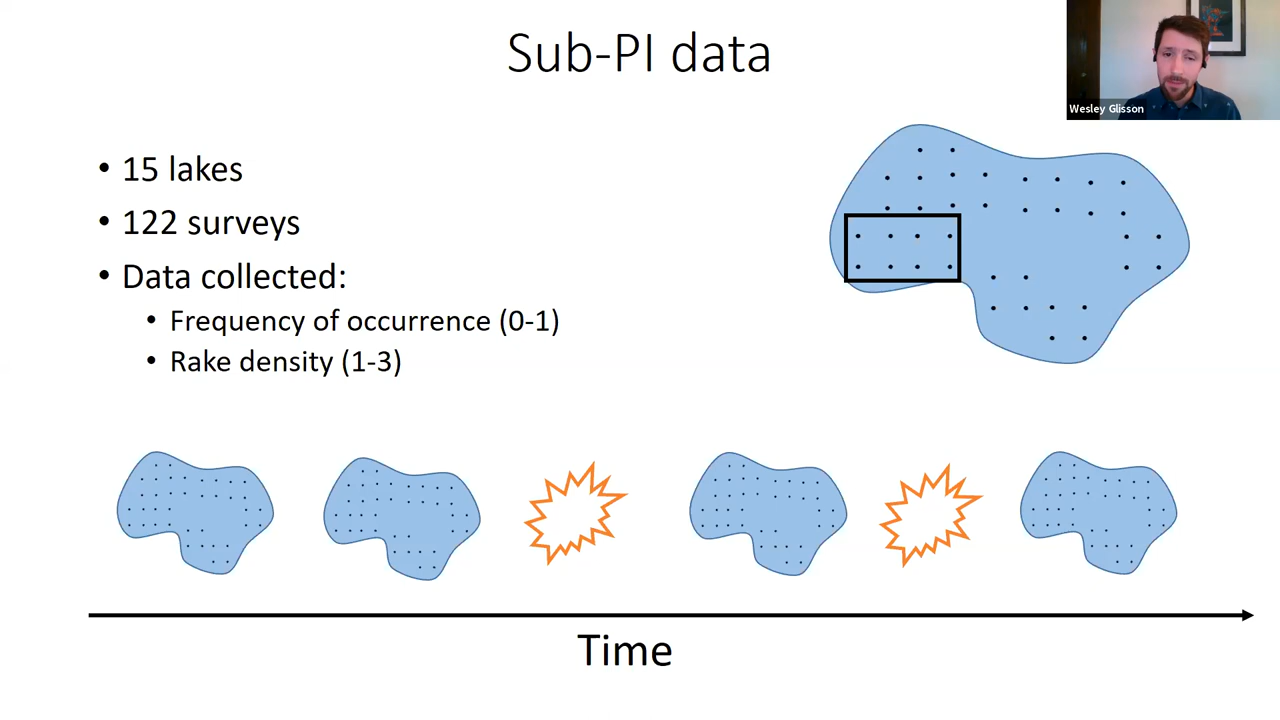 Sub-PI data
Wesley Glisson
• 15 lakes
• 122 surveys
• Data collected:
• Frequency of occurrence (0-1)
• Rake density (1-3)
Time